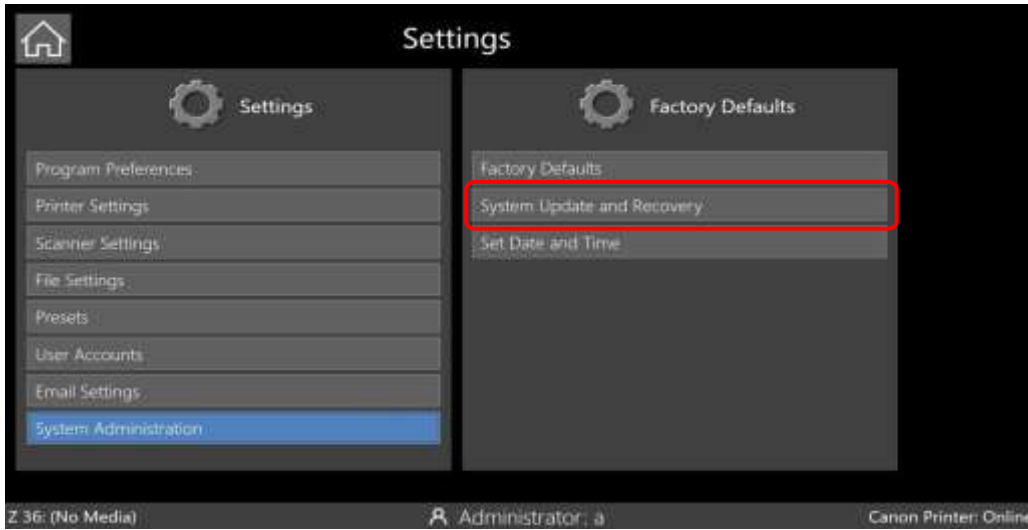 Settings
Settings
Program Preferences
Printer Settings
Scanner Settings
File Settings
Presets
User Accounts
Email Settings
System Administration
Factory Defaults
Factory Defaults
System Update and Recovery
Set Date and Time
Z 36: (No Media)
Administrator: a
Canon Printer: Online